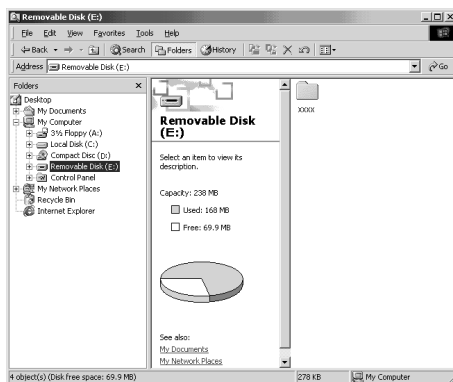 Removable Disk (E:)
File Edit View Favorites Tools Help
Back Search Folders History
Address Removable Disk (E:) Go
Folders
Desktop
My Documents
My Computer
3½ Floppy (A:)
Local Disk (C:)
Compact Disc (D:)
Removable Disk (E:)
Control Panel
My Network Places
Recycle Bin
Internet Explorer
Removable Disk
(E:)
Select an item to view its
description.
Capacity: 238 MB
Used: 168 MB
Free: 69.9 MB
See also:
My Documents
My Network Places
xxxx
4 object(s) (Disk free space: 69.9 MB) 278 KB My Computer